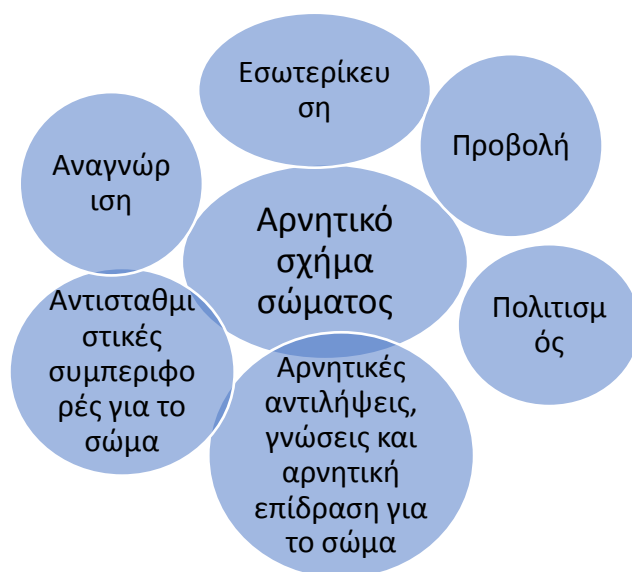 Εσωτερίκευ
ση
Προβολή
Αναγνώρ
ιση
Αρνητικό
σχήμα
σώματος
Πολιτισμ
ός
Αντισταθμι
στικές
συμπεριφο
ρές για το
σώμα
Αρνητικές
αντιλήψεις,
γνώσεις και
αρνητική
επίδραση για
το σώμα